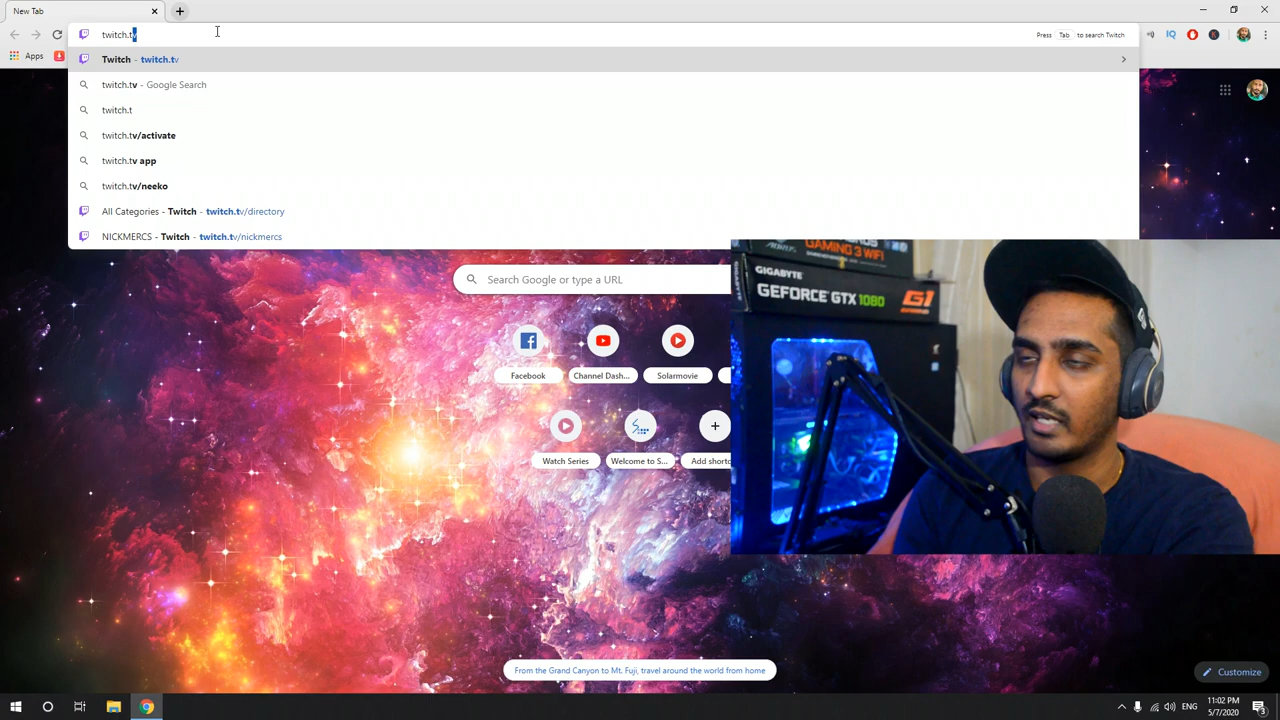 New Tab
twitch.tv
Press Tab to search Twitch
Apps
Twitch - twitch.tv
twitch.tv - Google Search
twitch.t
twitch.tv/activate
twitch.tv app
twitch.tv/neeko
All Categories - Twitch - twitch.tv/directory
NICKMERCS - Twitch - twitch.tv/nickmercs
Search Google or type a URL
Facebook
Channel Dash...
Solarmovie
Watch Series
Welcome to S...
Add shortc
GAMING 3 WIFI
GIGABYTE
GEFORCE GTX 1080
G1
GIGABYTE
From the Grand Canyon to Mt. Fuji, travel around the world from home
Customize
ENG
11:02 PM
5/7/2020
3